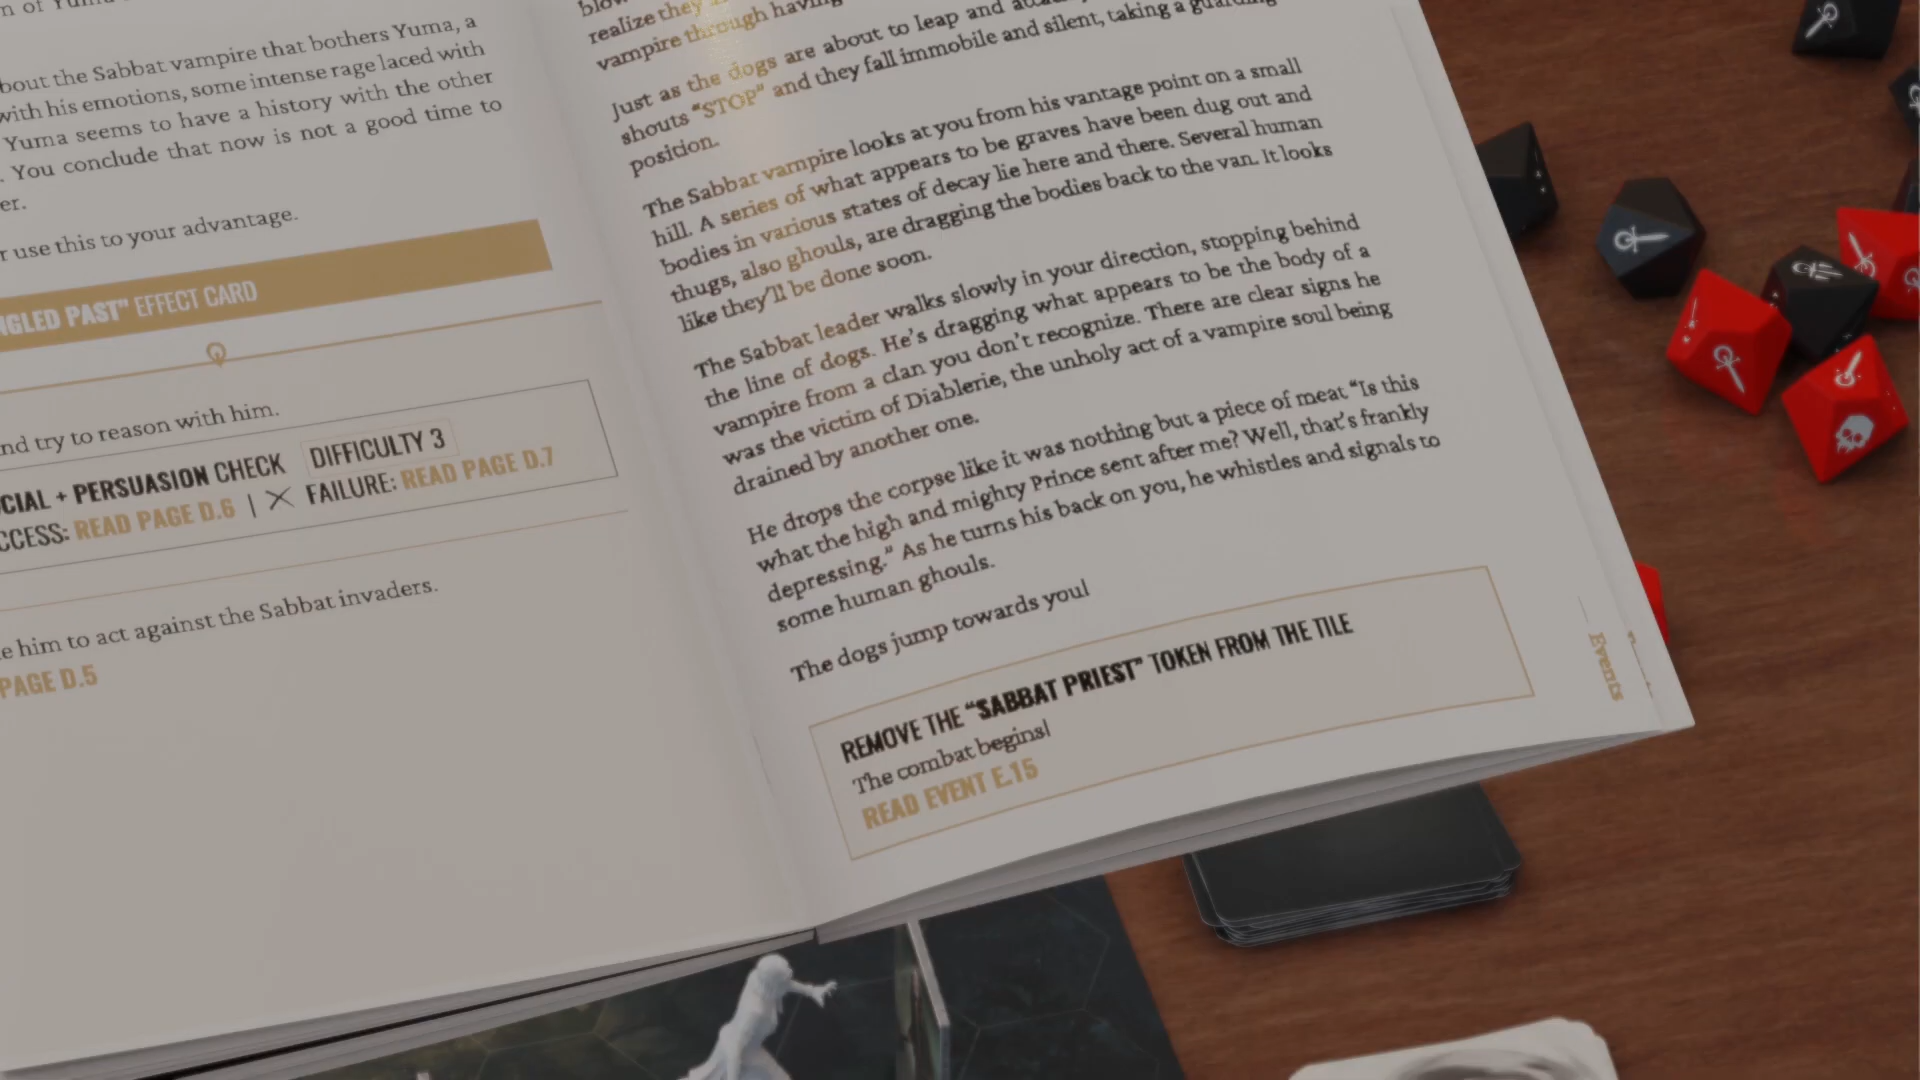 bout the Sabbat vampire that bothers Yuma, a
with his emotions, some intense rage laced with
Yuma seems to have a history with the other
. You conclude that now is not a good time to
er.
r use this to your advantage.
NGLED PAST" EFFECT CARD
nd try to reason with him.
CIAL + PERSUASION CHECK DIFFICULTY 3
CCESS: READ PAGE D.6 | FAILURE: READ PAGE D.7
e him to act against the Sabbat invaders.
PAGE D.5
realize they
vampire through having
Just as the dogs are about to leap and
shouts "STOP" and they fall immobile and silent, taking a guarding
position.
The Sabbat vampire looks at you from his vantage point on a small
hill. A series of what appears to be graves have been dug out and
bodies in various states of decay lie here and there. Several human
thugs, also ghouls, are dragging the bodies back to the van. It looks
like they'll be done soon.
The Sabbat leader walks slowly in your direction, stopping behind
the line of dogs. He's dragging what appears to be the body of a
vampire from a clan you don't recognize. There are clear signs he
was the victim of Diablerie, the unholy act of a vampire soul being
drained by another one.
He drops the corpse like it was nothing but a piece of meat "Is this
what the high and mighty Prince sent after me? Well, that's frankly
depressing." As he turns his back on you, he whistles and signals to
some human ghouls.
The dogs jump towards you!
REMOVE THE "SABBAT PRIEST" TOKEN FROM THE TILE
The combat begins!
READ EVENT E.15
Events